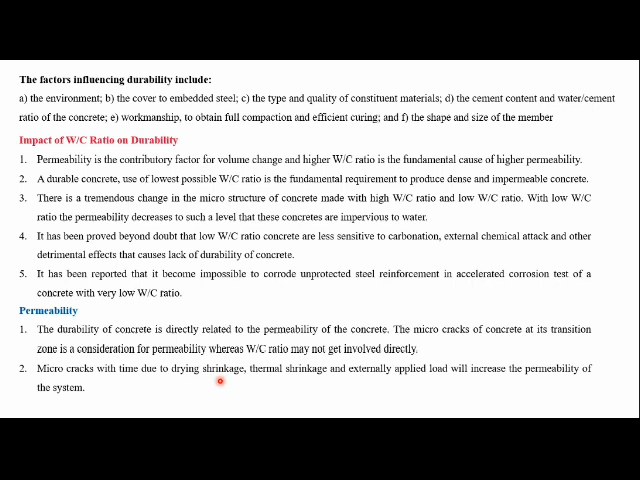 The factors influencing durability include:
a) the environment; b) the cover to embedded steel; c) the type and quality of constituent materials; d) the cement content and water/cement
ratio of the concrete; e) workmanship, to obtain full compaction and efficient curing; and f) the shape and size of the member
Impact of W/C Ratio on Durability
1. Permeability is the contributory factor for volume change and higher W/C ratio is the fundamental cause of higher permeability.
2. A durable concrete, use of lowest possible W/C ratio is the fundamental requirement to produce dense and impermeable concrete.
3. There is a tremendous change in the micro structure of concrete made with high W/C ratio and low W/C ratio. With low W/C
ratio the permeability decreases to such a level that these concretes are impervious to water.
4. It has been proved beyond doubt that low W/C ratio concrete are less sensitive to carbonation, external chemical attack and other
detrimental effects that causes lack of durability of concrete.
5. It has been reported that it become impossible to corrode unprotected steel reinforcement in accelerated corrosion test of a
concrete with very low W/C ratio.
Permeability
1. The durability of concrete is directly related to the permeability of the concrete. The micro cracks of concrete at its transition
zone is a consideration for permeability whereas W/C ratio may not get involved directly.
2. Micro cracks with time due to drying shrinkage, thermal shrinkage and externally applied load will increase the permeability of
the system.